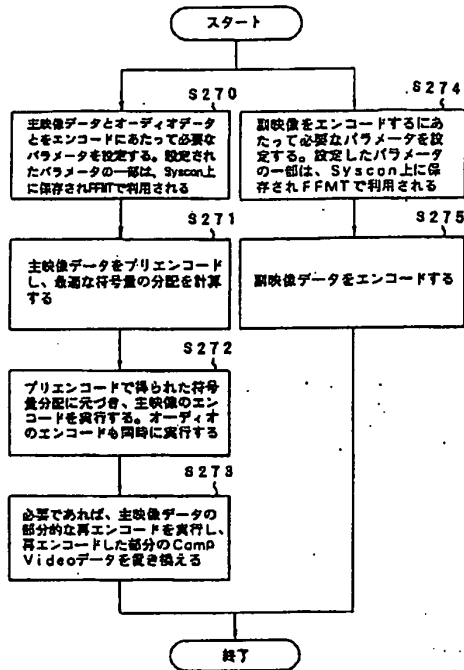 スタート
S270
主映像データとオーディオデータ
とをエンコードにあたって必要な
パラメータを設定する。設定され
たパラメータの一部は、Syscon上
に保存されFFMTで利用される
S274
副映像をエンコードするにあ
たって必要なパラメータを設
定する。設定したパラメータ
の一部は、Syscon上に保
存されFFMTで利用される
S271
主映像データをプリエンコード
し、最適な符号量の分配を計算
する
S275
副映像データをエンコードする
S272
プリエンコードで得られた符号
量分配に元づき、主映像のエン
コードを実行する。オーディオ
のエンコードも同時に実行する
S273
必要であれば、主映像データの
部分的な再エンコードを実行し、
再エンコードした部分のCamp
Videoデータを置き換える
終了